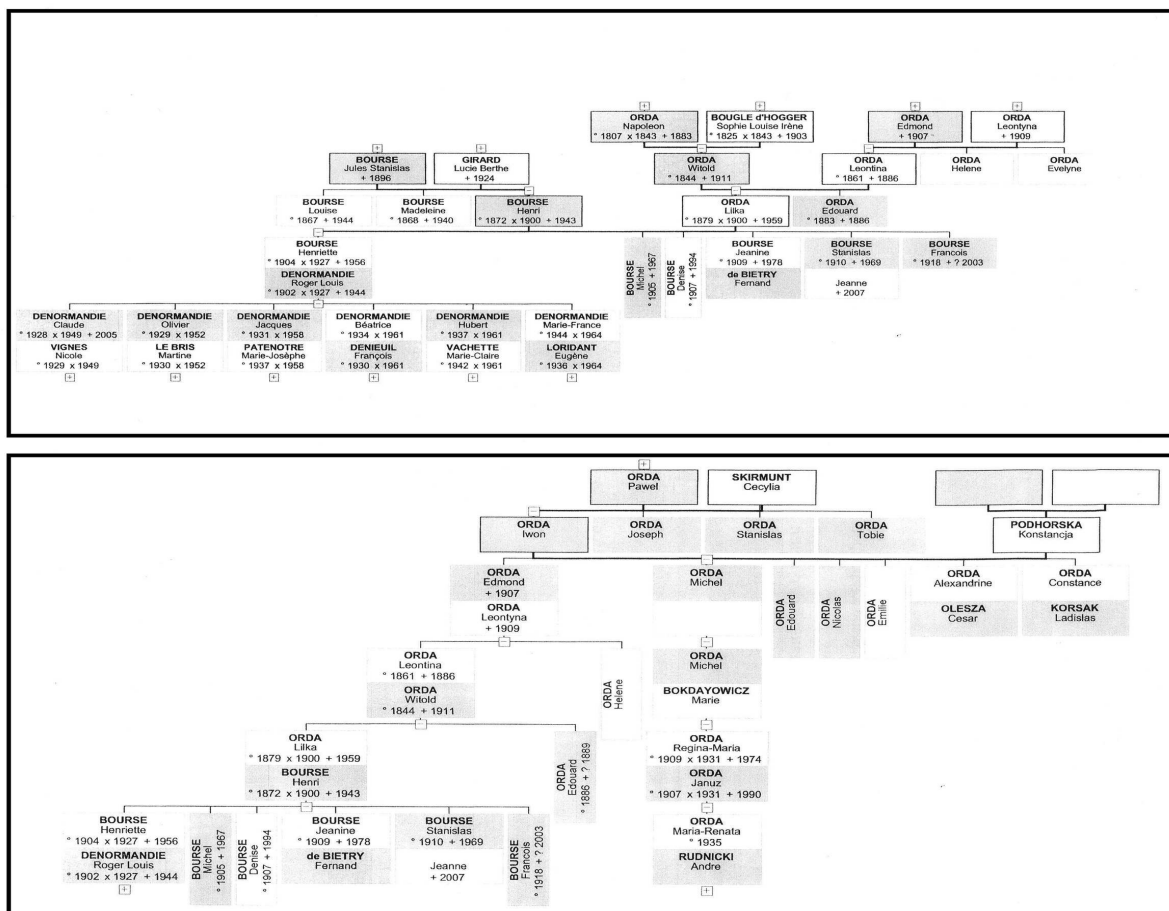 ORDA
Napoleon
° 1807 x 1843 + 1883
BOUGLE d'HOGGER
Sophie Louise Irène
° 1825 x 1843 + 1903
ORDA
Edmond
+ 1907
ORDA
Leontyna
+ 1909
BOURSE
Jules Stanislas
+ 1896
GIRARD
Lucie Berthe
+ 1924
ORDA
Witold
° 1844 + 1911
ORDA
Leontina
° 1861 + 1886
ORDA
Helene
ORDA
Evelyne
BOURSE
Louise
° 1867 + 1944
BOURSE
Madeleine
° 1868 + 1940
BOURSE
Henri
° 1872 x 1900 + 1943
ORDA
Lilka
° 1879 x 1900 + 1959
ORDA
Edouard
° 1883 + 1886
BOURSE
Henriette
° 1904 x 1927 + 1956
DENORMANDIE
Roger Louis
° 1902 x 1927 + 1944
BOURSE
Michel
° 1905 + 1967
BOURSE
Denise
° 1907 + 1994
BOURSE
Jeanine
° 1909 + 1978
de BIETRY
Fernand
BOURSE
Stanislas
° 1910 + 1969
Jeanne
+ 2007
BOURSE
Francois
° 1918 + ? 2003
DENORMANDIE
Claude
° 1928 x 1949 + 2005
VIGNES
Nicole
° 1929 x 1949
DENORMANDIE
Olivier
° 1929 x 1952
LE BRIS
Martine
° 1930 x 1952
DENORMANDIE
Jacques
° 1931 x 1958
PATENOTRE
Marie-Josèphe
° 1937 x 1958
DENORMANDIE
Béatrice
° 1934 x 1961
DENIEUIL
François
° 1930 x 1961
DENORMANDIE
Hubert
° 1937 x 1961
VACHETTE
Marie-Claire
° 1942 x 1961
DENORMANDIE
Marie-France
° 1944 x 1964
LORIDANT
Eugène
° 1936 x 1964
ORDA
Pawel
SKIRMUNT
Cecylia
ORDA
Iwon
ORDA
Joseph
ORDA
Stanislas
ORDA
Tobie
PODHORSKA
Konstancja
ORDA
Edmond
+ 1907
ORDA
Leontyna
+ 1909
ORDA
Michel
ORDA
Edouard
ORDA
Nicolas
ORDA
Emilie
ORDA
Alexandrine
OLESZA
Cesar
ORDA
Constance
KORSAK
Ladislas
ORDA
Leontina
° 1861 + 1886
ORDA
Witold
° 1844 + 1911
ORDA
Helene
ORDA
Michel
BOKDAYOWICZ
Marie
ORDA
Lilka
° 1879 x 1900 + 1959
BOURSE
Henri
° 1872 x 1900 + 1943
ORDA
Edouard
° 1886 + ? 1889
ORDA
Regina-Maria
° 1909 x 1931 + 1974
ORDA
Januz
° 1907 x 1931 + 1990
BOURSE
Henriette
° 1904 x 1927 + 1956
DENORMANDIE
Roger Louis
° 1902 x 1927 + 1944
BOURSE
Michel
° 1905 + 1967
BOURSE
Denise
° 1907 + 1994
BOURSE
Jeanine
° 1909 + 1978
de BIETRY
Fernand
BOURSE
Stanislas
° 1910 + 1969
Jeanne
+ 2007
BOURSE
Francois
° 1918 + ? 2003
ORDA
Maria-Renata
° 1935
RUDNICKI
Andre